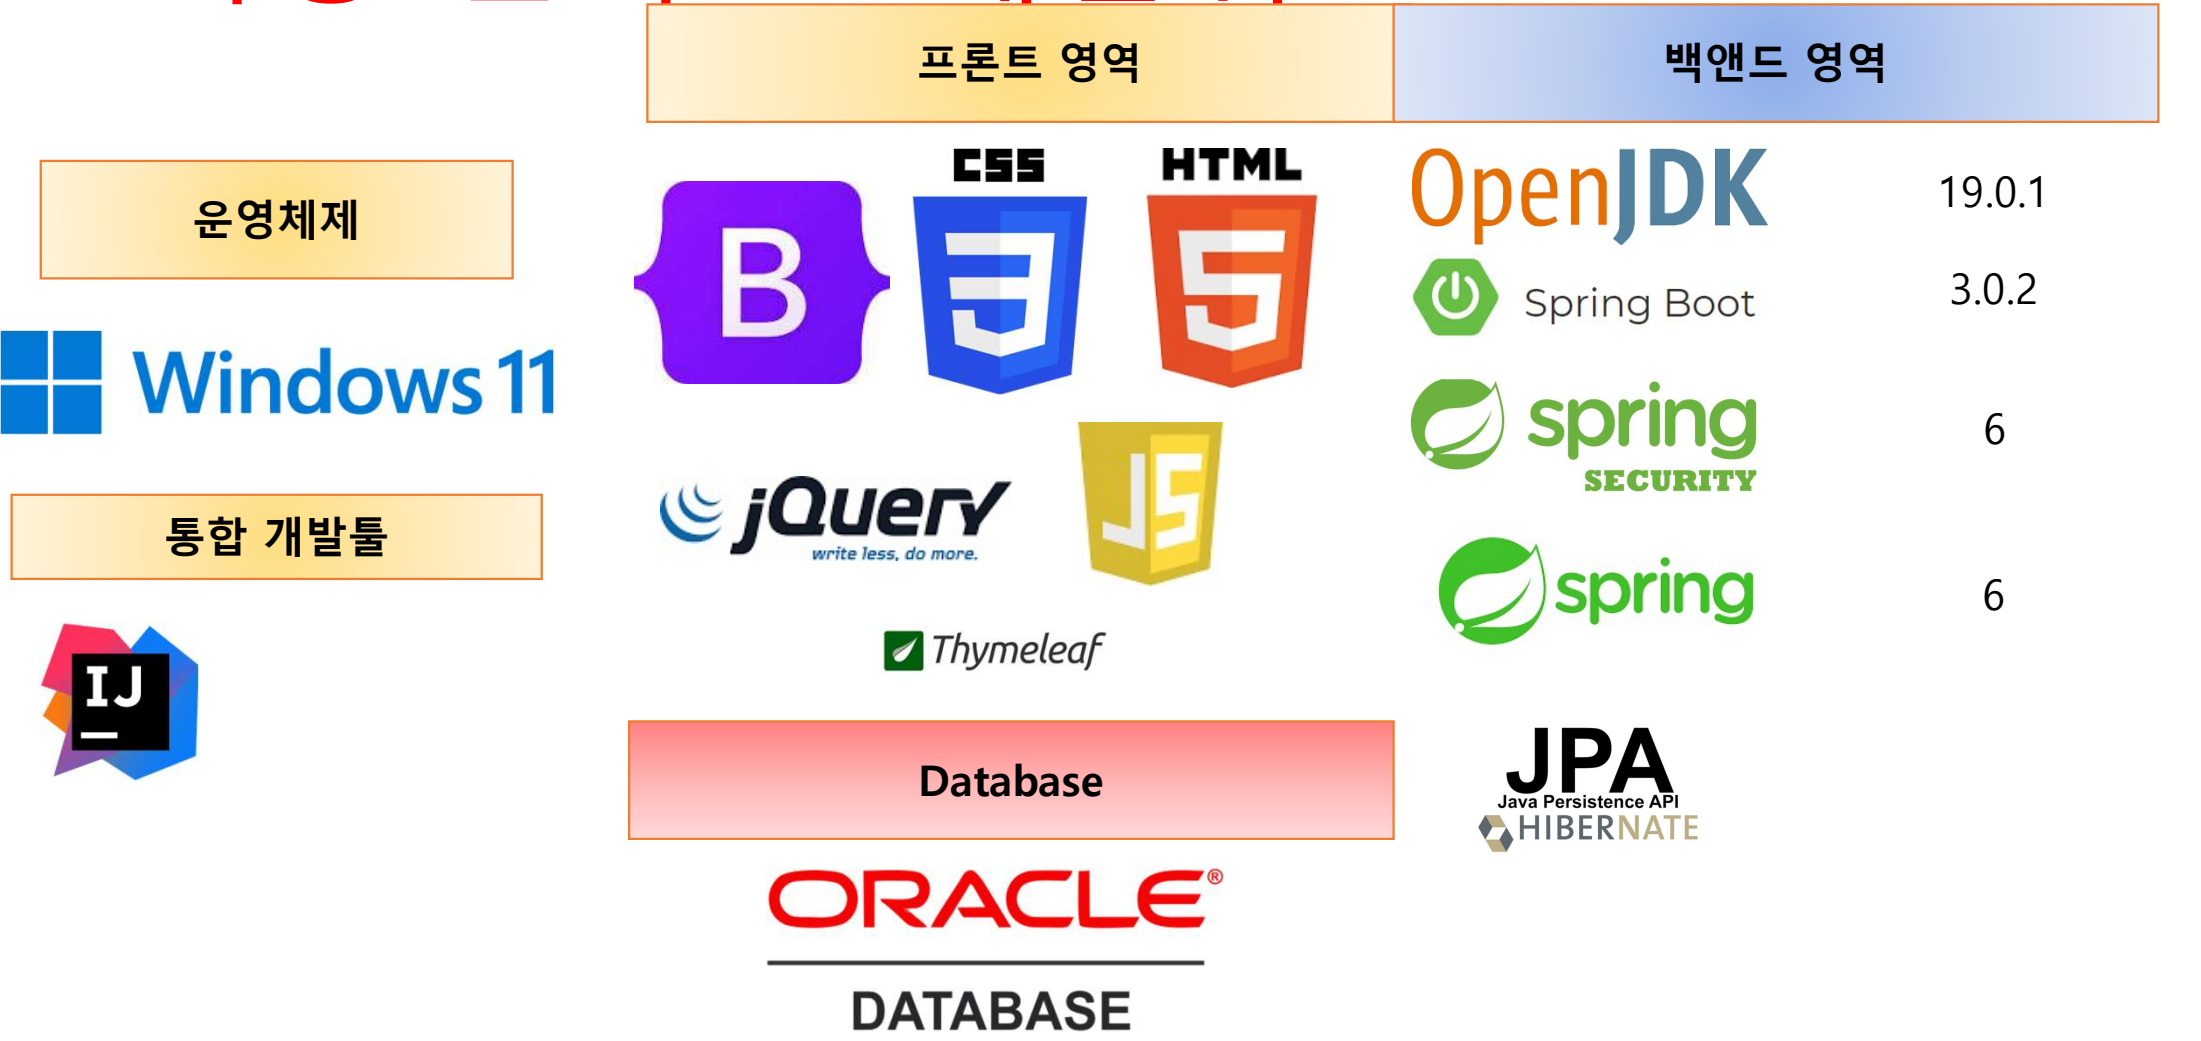 프론트 영역
백앤드 영역
운영체제
Windows 11
통합 개발툴
IJ
B
CSS
3
HTML
5
jQuery
write less, do more.
JS
Thymeleaf
Database
ORACLE®
DATABASE
OpenJDK 19.0.1
Spring Boot 3.0.2
spring 6
SECURITY
spring 6
JPA
Java Persistence API
HIBERNATE